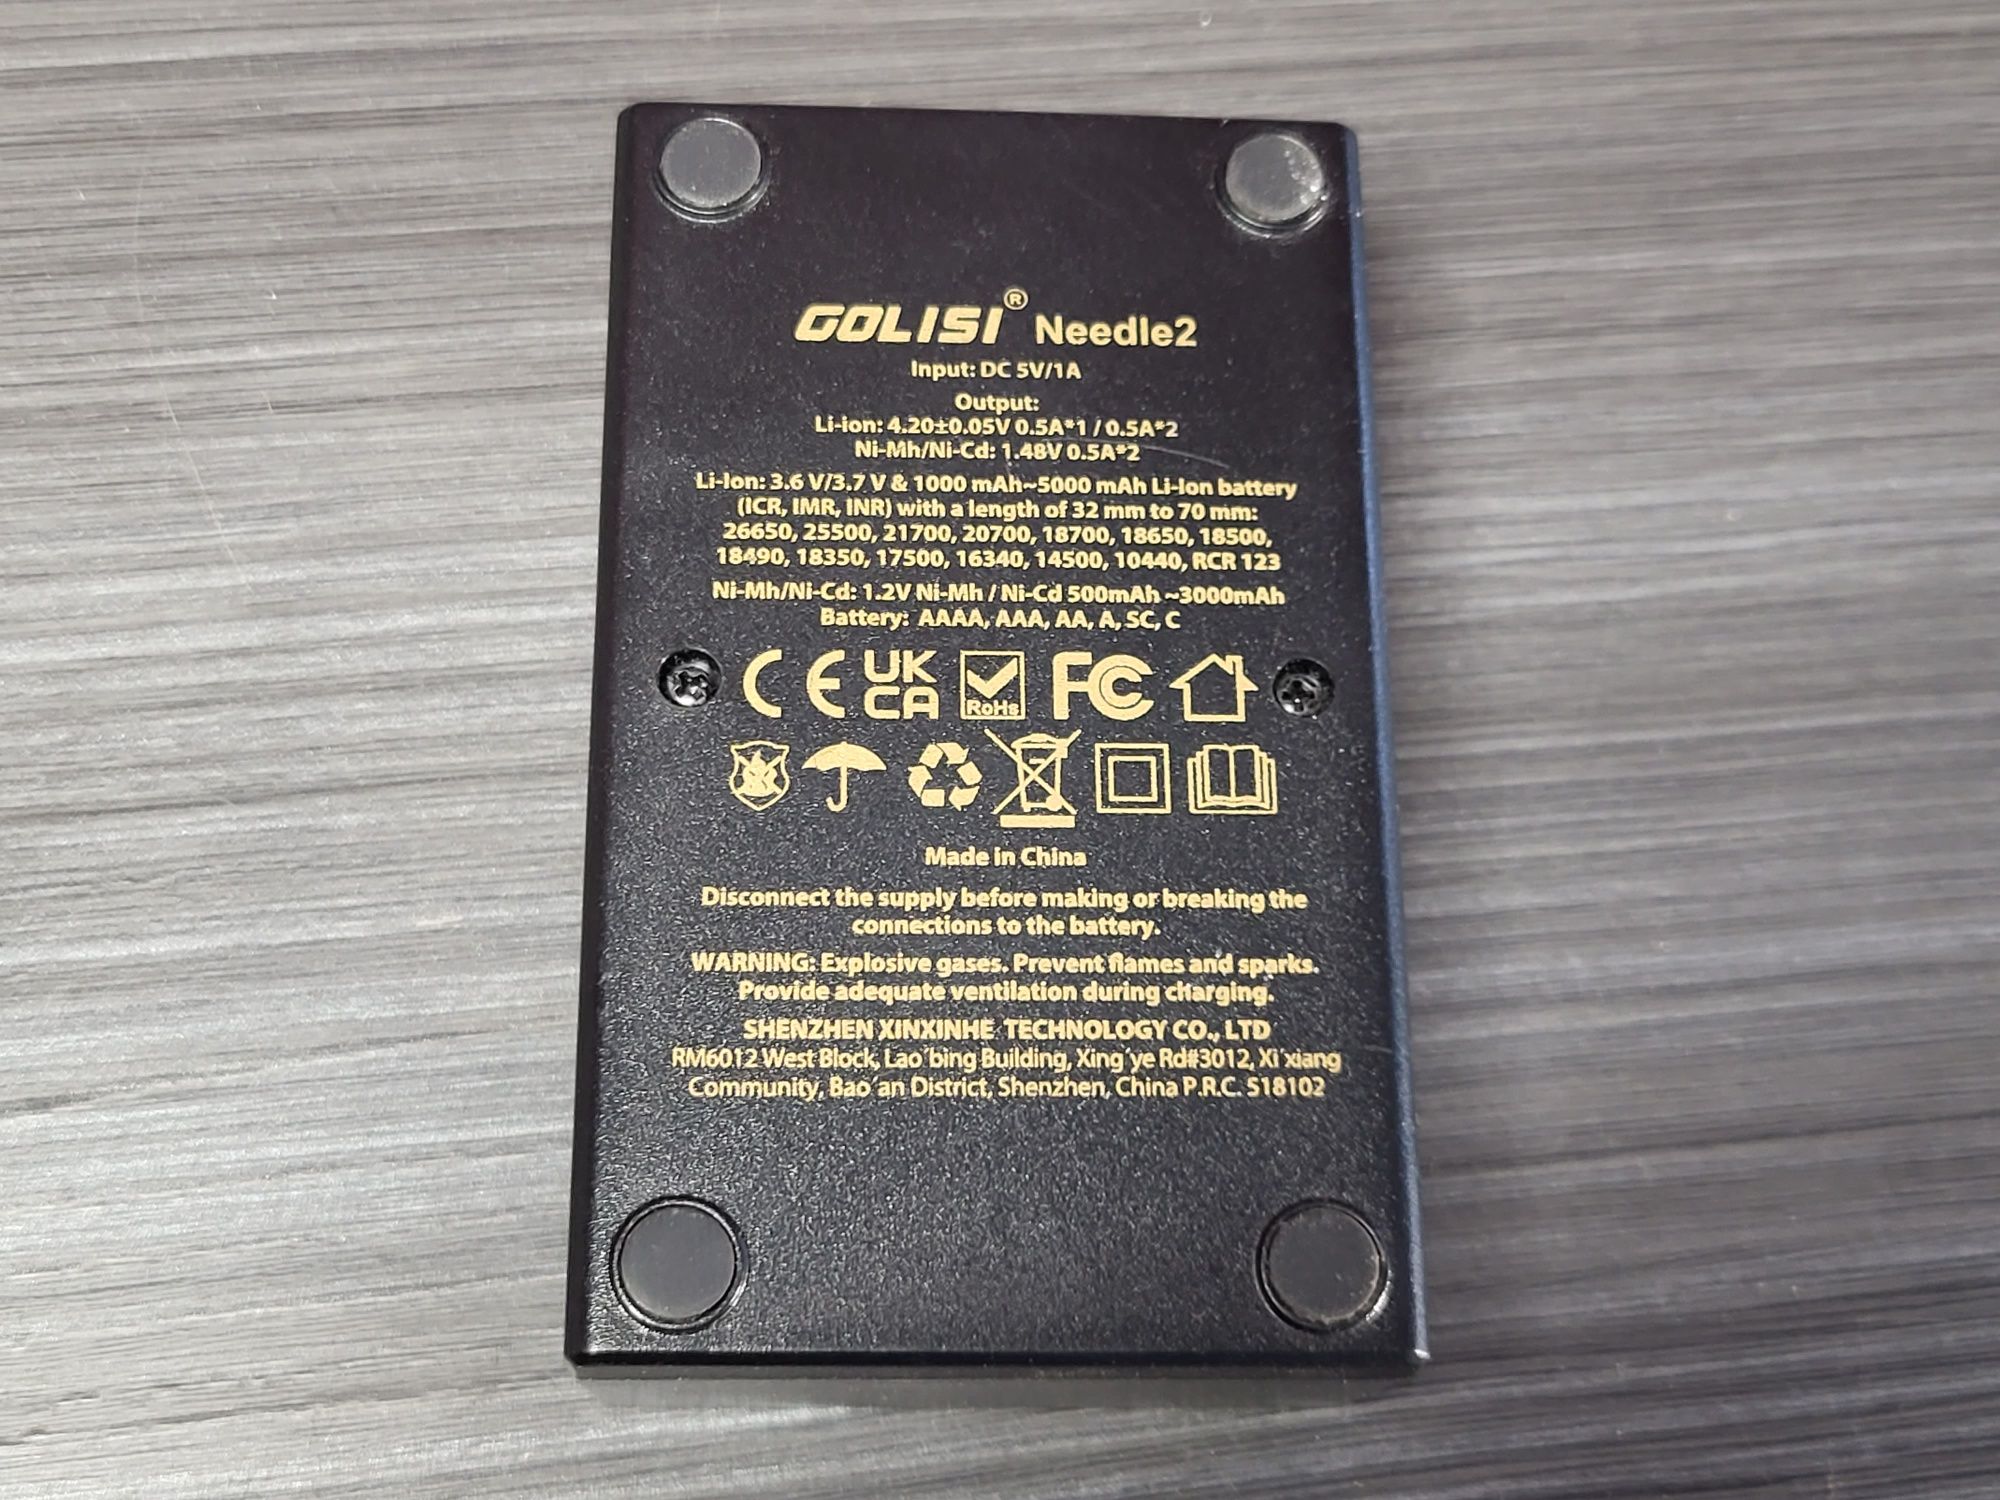 GOLISI® Needle2
Input: DC 5V/1A
Output:
Li-ion: 4.20±0.05V 0.5A*1 / 0.5A*2
Ni-Mh/Ni-Cd: 1.48V 0.5A*2
Li-Ion: 3.6 V/3.7 V & 1000 mAh~5000 mAh Li-Ion battery
(ICR, IMR, INR) with a length of 32 mm to 70 mm:
26650, 25500, 21700, 20700, 18700, 18650, 18500,
18490, 18350, 17500, 16340, 14500, 10440, RCR 123
Ni-Mh/Ni-Cd: 1.2V Ni-Mh / Ni-Cd 500mAh ~3000mAh
Battery: AAAA, AAA, AA, A, SC, C
CE UK CA RoHs FC
Made in China
Disconnect the supply before making or breaking the
connections to the battery.
WARNING: Explosive gases. Prevent flames and sparks.
Provide adequate ventilation during charging.
SHENZHEN XINXINHE TECHNOLOGY CO., LTD
RM6012 West Block, Lao'bing Building, Xing'ye Rd#3012, Xi'xiang
Community, Bao'an District, Shenzhen, China P.R.C. 518102